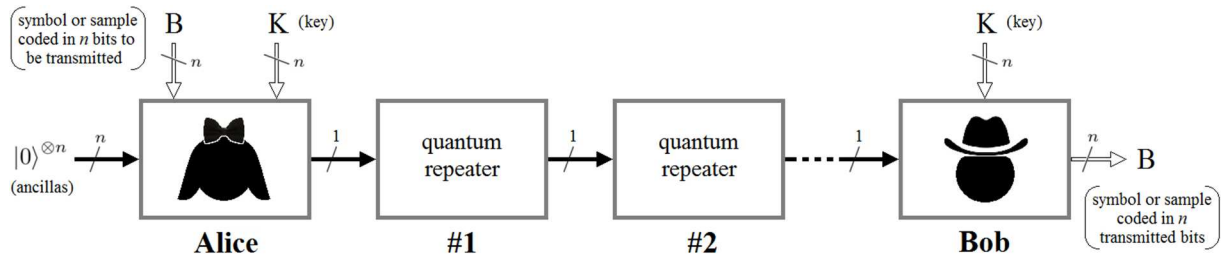 symbol or sample
coded in n bits to
be transmitted
B
K (key)
n
n
|0⟩⊗n
(ancillas)
n
Alice
1
quantum
repeater
#1
1
quantum
repeater
#2
1
K (key)
n
Bob
n
B
symbol or sample
coded in n
transmitted bits